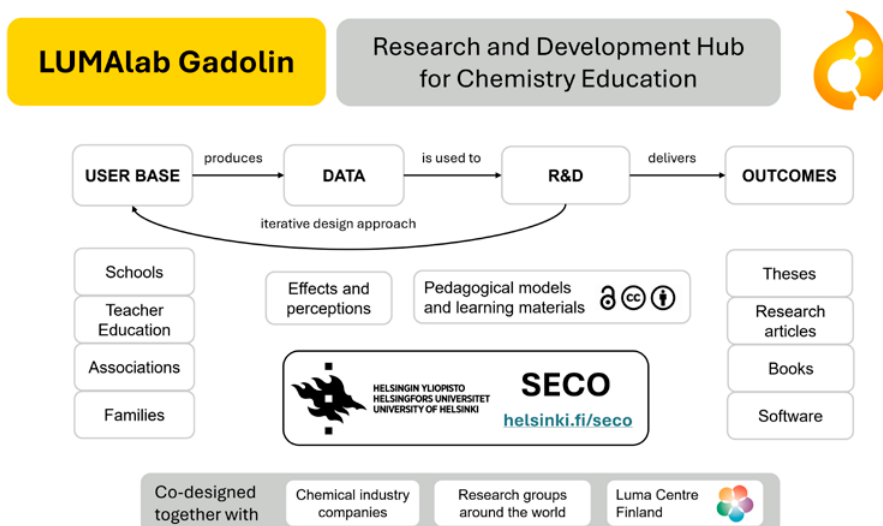 LUMAlab Gadolin
Research and Development Hub
for Chemistry Education
USER BASE
produces
DATA
is used to
R&D
delivers
OUTCOMES
iterative design approach
Schools
Teacher
Education
Associations
Families
Effects and
perceptions
Pedagogical models
and learning materials
cc
HELSINGIN YLIOPISTO
HELSINGFORS UNIVERSITET
UNIVERSITY OF HELSINKI
SECO
helsinki.fi/seco
Theses
Research
articles
Books
Software
Co-designed
together with
Chemical industry
companies
Research groups
around the world
Luma Centre
Finland